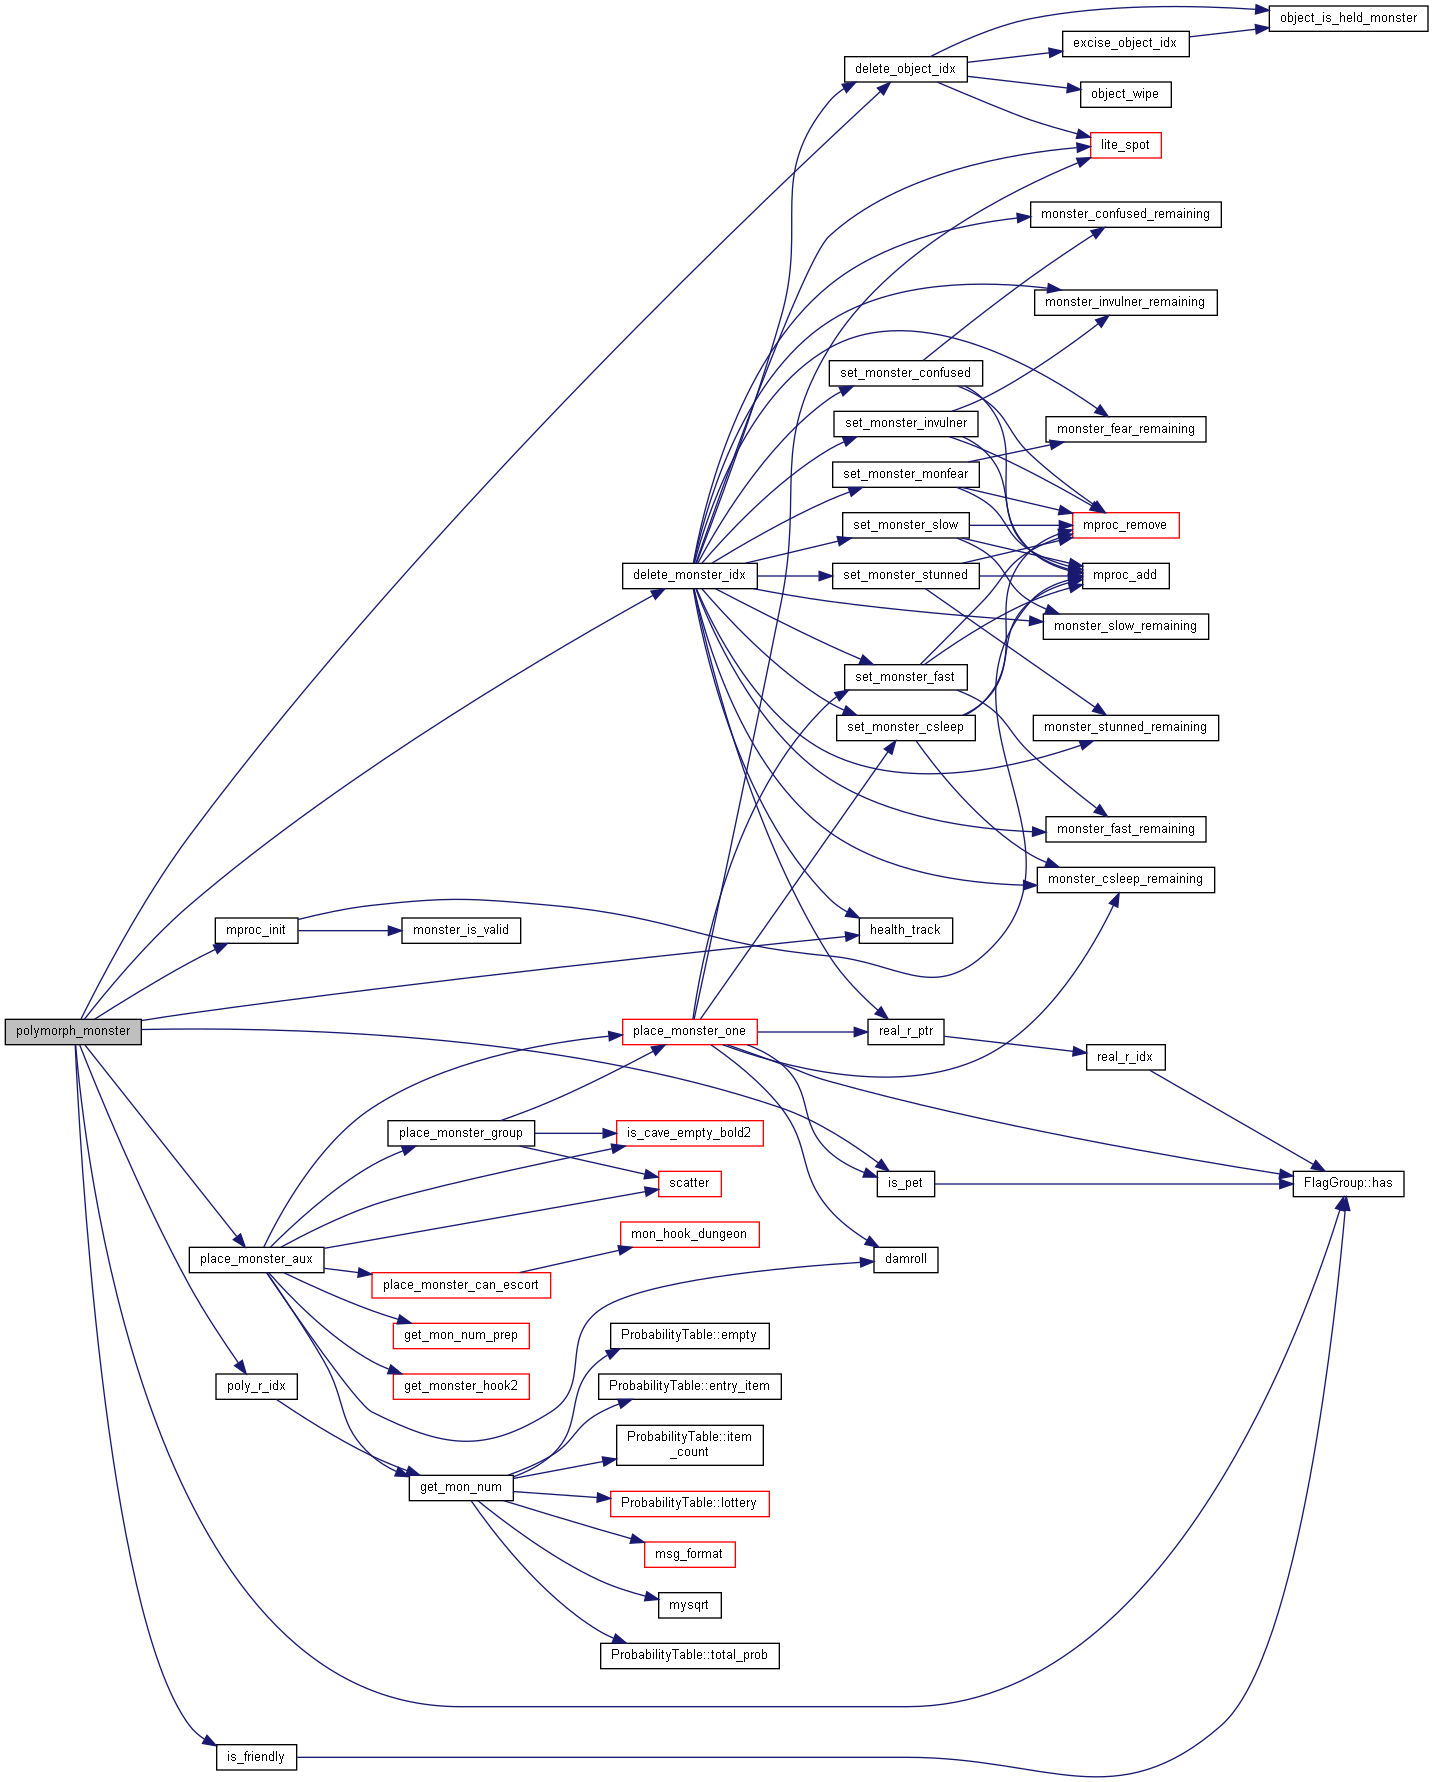 object_is_held_monster
excise_object_idx
delete_object_idx
object_wipe
lite_spot
monster_confused_remaining
monster_invulner_remaining
set_monster_confused
set_monster_invulner
monster_fear_remaining
set_monster_monfear
set_monster_slow
mproc_remove
delete_monster_idx
set_monster_stunned
mproc_add
monster_slow_remaining
set_monster_fast
set_monster_csleep
monster_stunned_remaining
monster_fast_remaining
monster_csleep_remaining
mproc_init
monster_is_valid
health_track
polymorph_monster
place_monster_one
real_r_ptr
real_r_idx
place_monster_group
is_cave_empty_bold2
scatter
is_pet
FlagGroup::has
mon_hook_dungeon
place_monster_aux
damroll
place_monster_can_escort
get_mon_num_prep
ProbabilityTable::empty
poly_r_idx
get_monster_hook2
ProbabilityTable::entry_item
ProbabilityTable::item
_count
get_mon_num
ProbabilityTable::lottery
msg_format
mysqrt
ProbabilityTable::total_prob
is_friendly